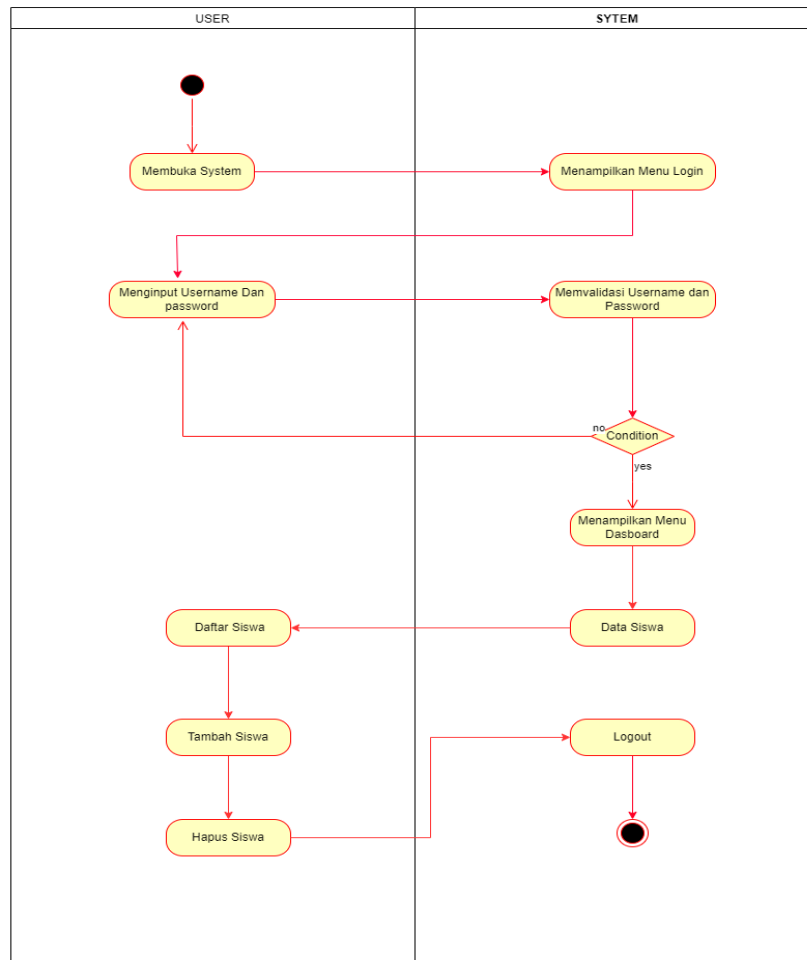 USER
SYTEM
Membuka System
Menampilkan Menu Login
Menginput Username Dan
password
Memvalidasi Username dan
Password
no
Condition
yes
Menampilkan Menu
Dasboard
Daftar Siswa
Data Siswa
Tambah Siswa
Logout
Hapus Siswa